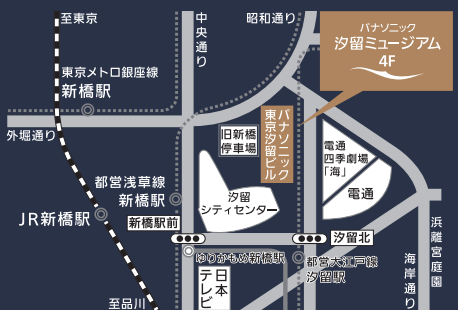 至東京
中央通り
昭和通り
パナソニック
汐留ミュージアム
4F
東京メトロ銀座線
新橋駅
外堀通り
旧新橋
停車場
パナソニック
東京汐留ビル
電通
四季劇場
「海」
電通
都営浅草線
新橋駅
汐留
シティセンター
JR新橋駅
新橋駅前
汐留北
ゆりかもめ新橋駅
都営大江戸線
汐留駅
浜離宮庭園
海岸通り
日本
テレビ
至品川